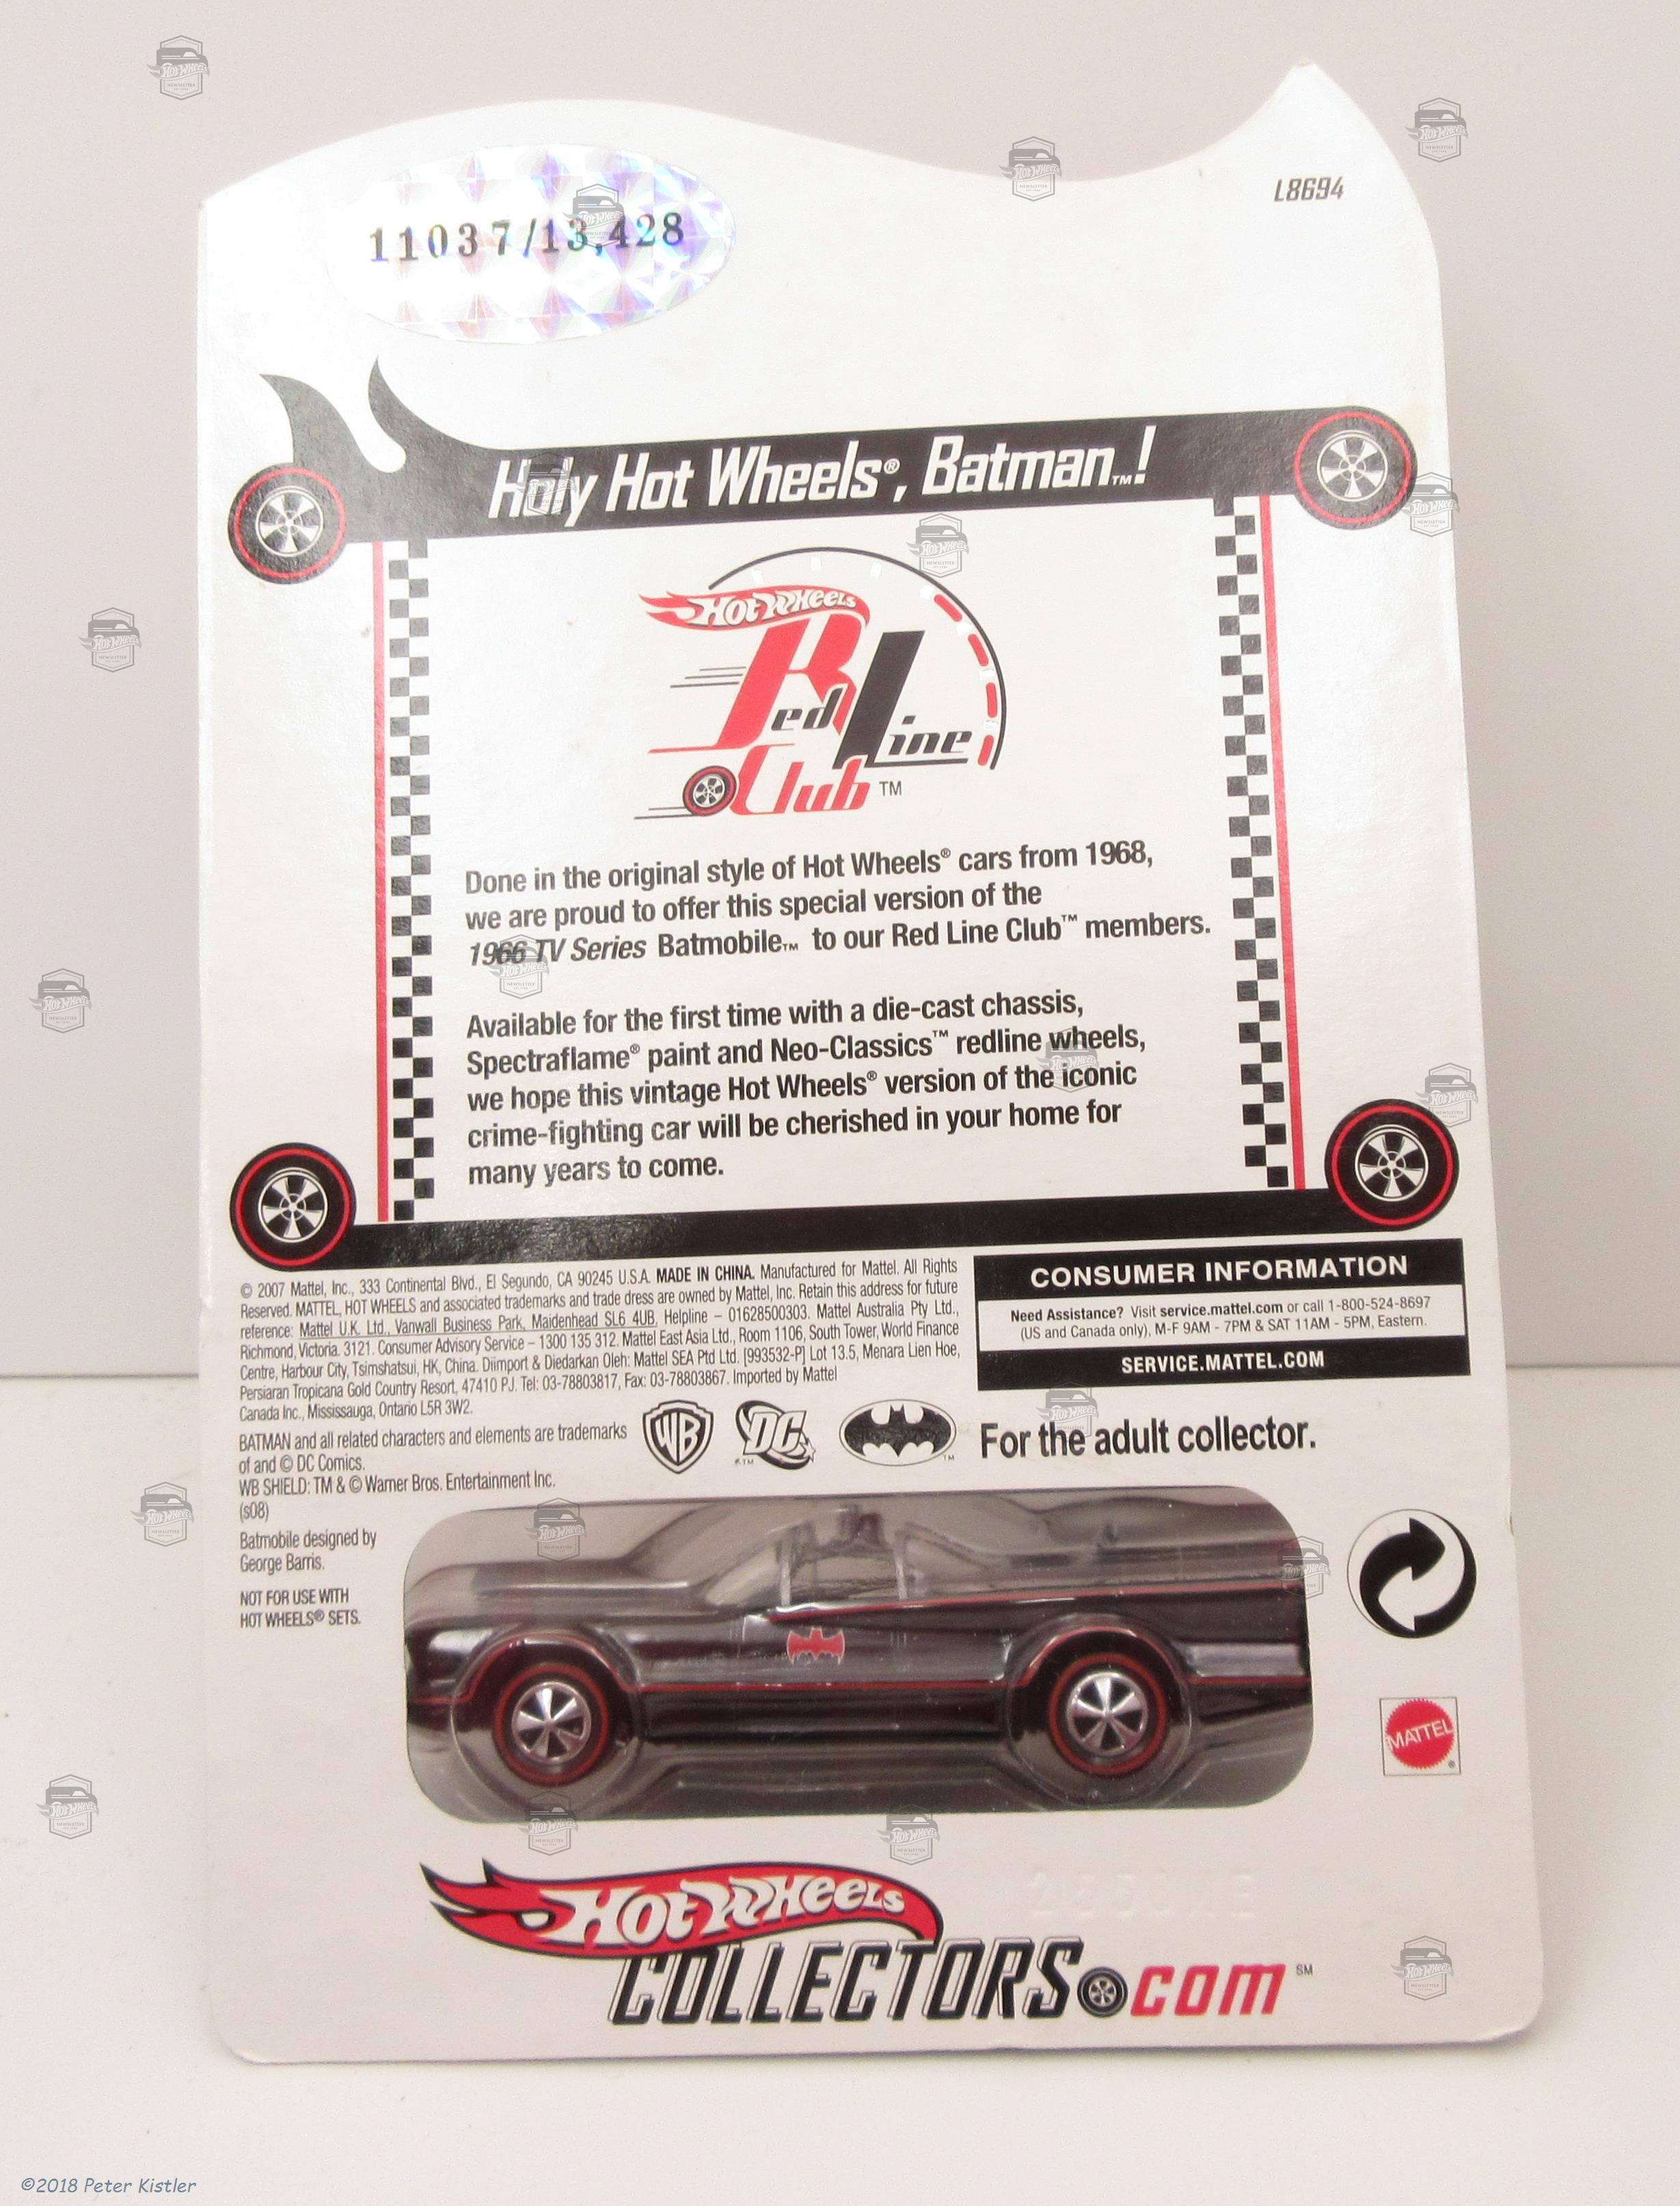 L8694
11037/13,428
Holy Hot Wheels®, Batman™!
Hot Wheels
Red Line
Club™
Done in the original style of Hot Wheels® cars from 1968,
we are proud to offer this special version of the
1966 TV Series Batmobile™ to our Red Line Club™ members.
Available for the first time with a die-cast chassis,
Spectraflame® paint and Neo-Classics™ redline wheels,
we hope this vintage Hot Wheels® version of the iconic
crime-fighting car will be cherished in your home for
many years to come.
© 2007 Mattel, Inc., 333 Continental Blvd., El Segundo, CA 90245 U.S.A. MADE IN CHINA. Manufactured for Mattel. All Rights
Reserved. MATTEL, HOT WHEELS and associated trademarks and trade dress are owned by Mattel, Inc. Retain this address for future
reference: Mattel U.K. Ltd., Vanwall Business Park, Maidenhead SL6 4UB. Helpline – 01628500303. Mattel Australia Pty Ltd.,
Richmond, Victoria. 3121. Consumer Advisory Service – 1300 135 312. Mattel East Asia Ltd., Room 1106, South Tower, World Finance
Centre, Harbour City, Tsimshatsui, HK, China. Diimport & Diedarkan Oleh: Mattel SEA Ptd Ltd. [993532-P] Lot 13.5, Menara Lien Hoe,
Persiaran Tropicana Gold Country Resort, 47410 PJ. Tel: 03-78803817, Fax: 03-78803867. Imported by Mattel
Canada Inc., Mississauga, Ontario L5R 3W2.
CONSUMER INFORMATION
Need Assistance? Visit service.mattel.com or call 1-800-524-8697
(US and Canada only), M-F 9AM - 7PM & SAT 11AM - 5PM, Eastern.
SERVICE.MATTEL.COM
BATMAN and all related characters and elements are trademarks
of and © DC Comics.
WB SHIELD: TM & © Warner Bros. Entertainment Inc.
(s08)
WB
DC
For the adult collector.
Batmobile designed by
George Barris.
NOT FOR USE WITH
HOT WHEELS® SETS.
MATTEL
Hot Wheels
COLLECTORS.com℠
©2018 Peter Kistler